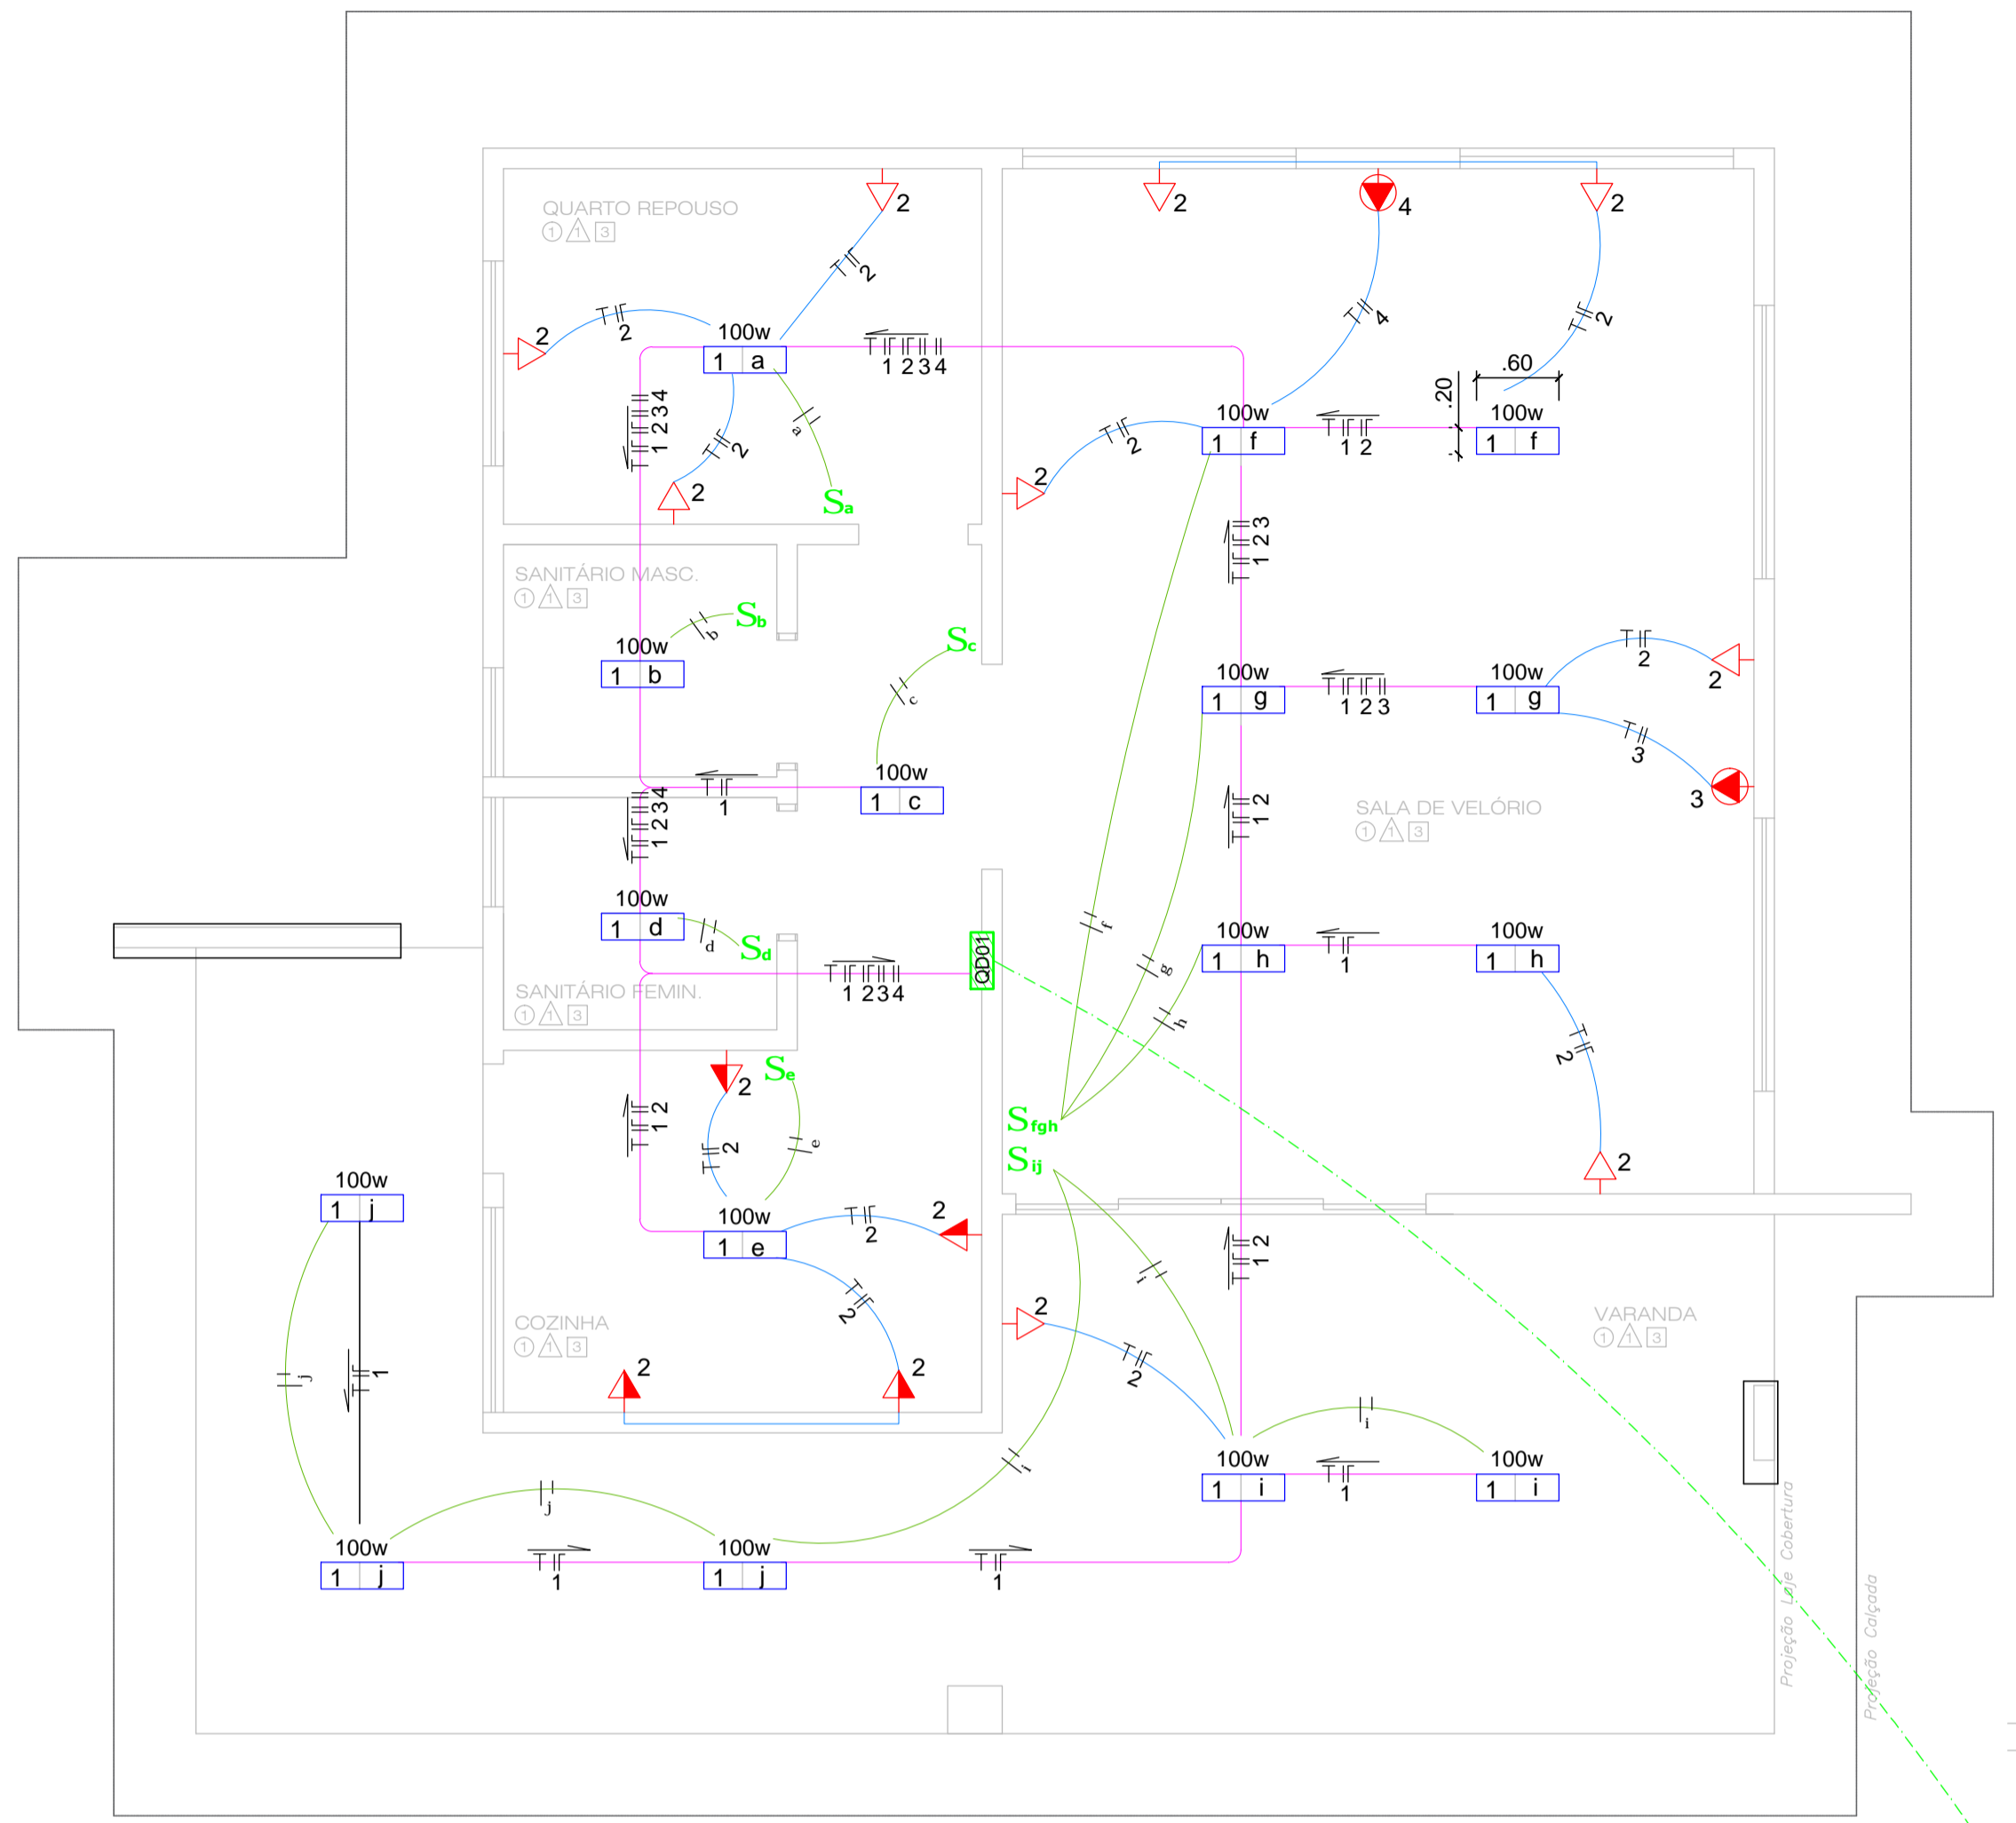 2
2
4
2
QUARTO REPOUSO
1 1 3
2
2
2
100w
1 a
1 2 3 4
4
2
.60
.20
2
a
Sa
1 2 3 4
2
2
100w
1 f
1 2
100w
1 f
2
2
1 2 3
SANITÁRIO MASC.
1 1 3
b
Sb
Sc
100w
1 b
c
100w
1 g
1 2 3
100w
1 g
2
2
3
3
1
100w
1 c
1 2 3 4
1 2
SALA DE VELÓRIO
1 1 3
100w
1 d
d
Sd
f
g
h
100w
1 h
1
100w
1 h
QD01
1 2 3 4
SANITÁRIO FEMIN.
1 1 3
2
2
Se
e
2
1 2
Sfgh
Sij
2
100w
1 j
100w
1 e
2
2
2
i
1 2
COZINHA
1 1 3
2
2
2
2
VARANDA
1 1 3
j
1
i
i
100w
1 i
1
100w
1 i
j
100w
1 j
1
100w
1 j
1
Projeção Laje Cobertura
Projeção Calçada